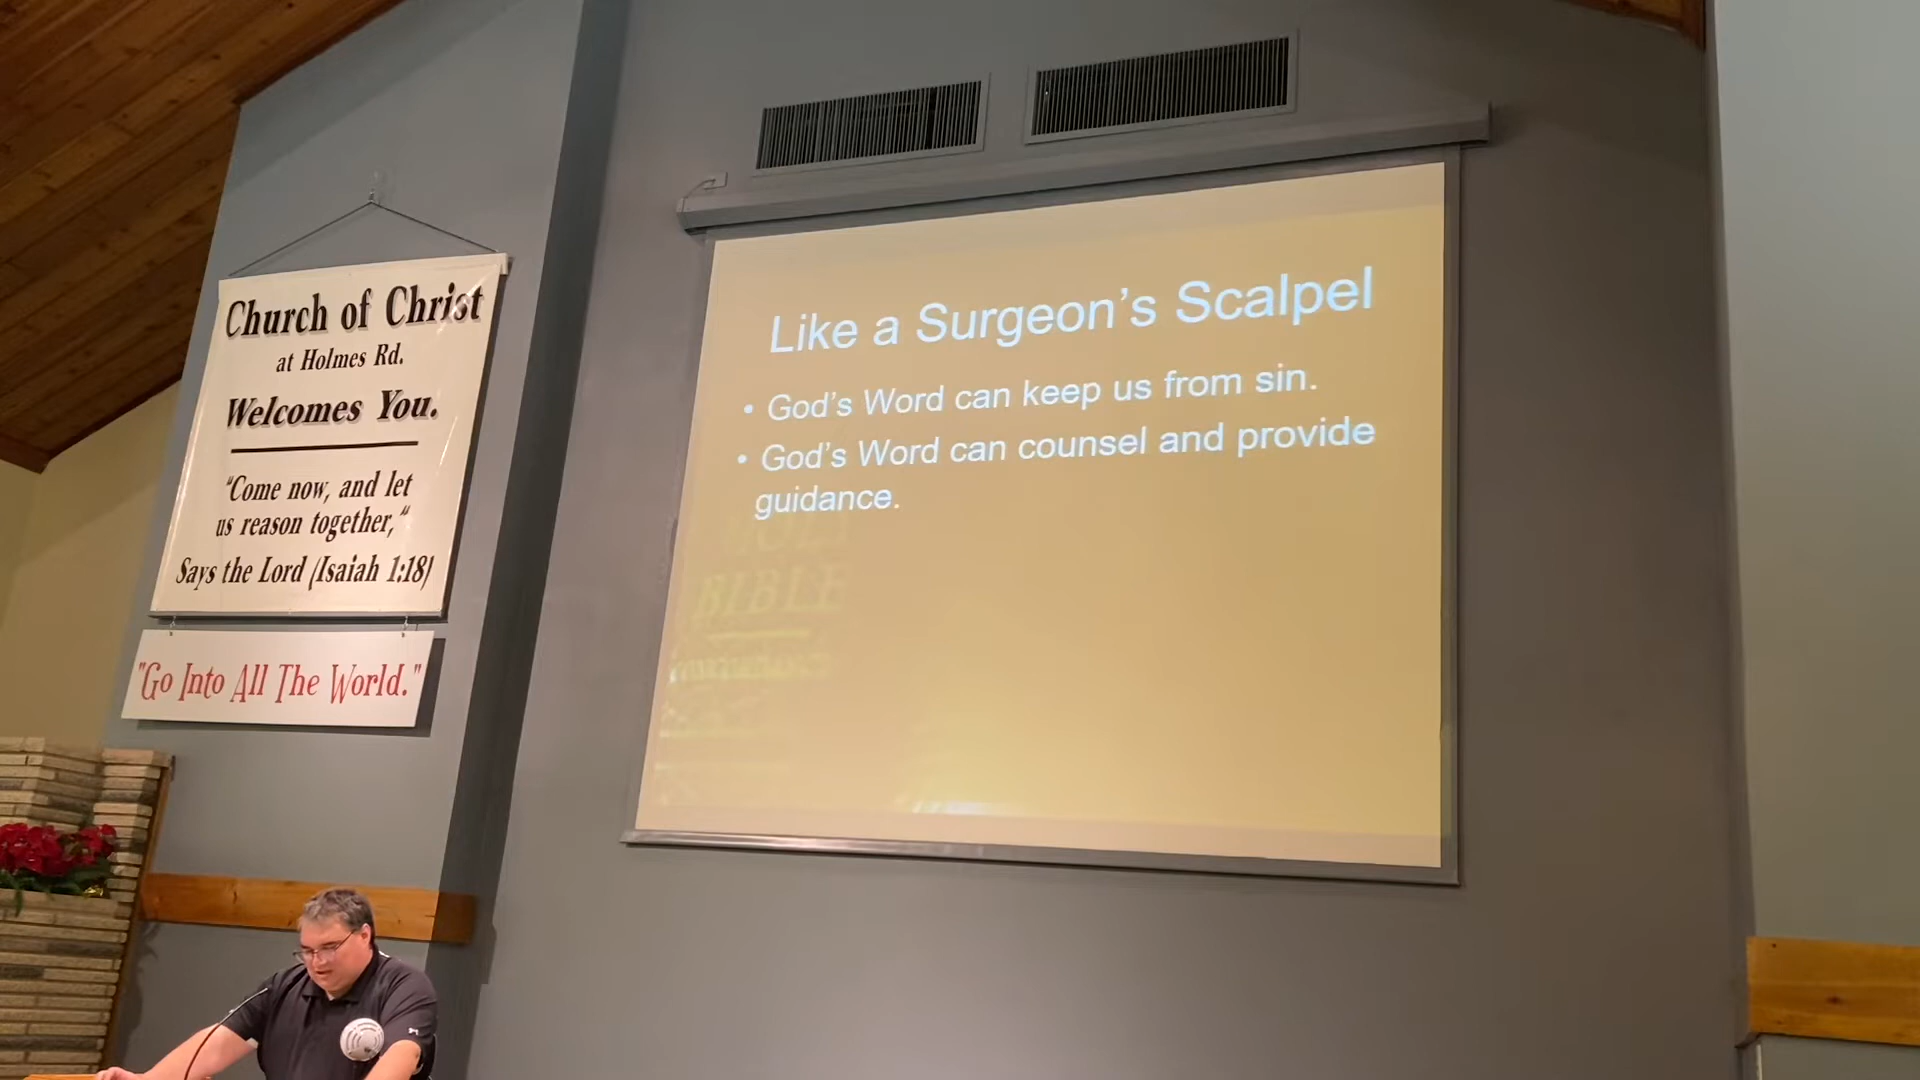 Church of Christ
at Holmes Rd.
Welcomes You.
"Come now, and let
us reason together,"
Says the Lord (Isaiah 1:18)
"Go Into All The World."
Like a Surgeon's Scalpel
• God's Word can keep us from sin.
• God's Word can counsel and provide
guidance.
HOLY
BIBLE